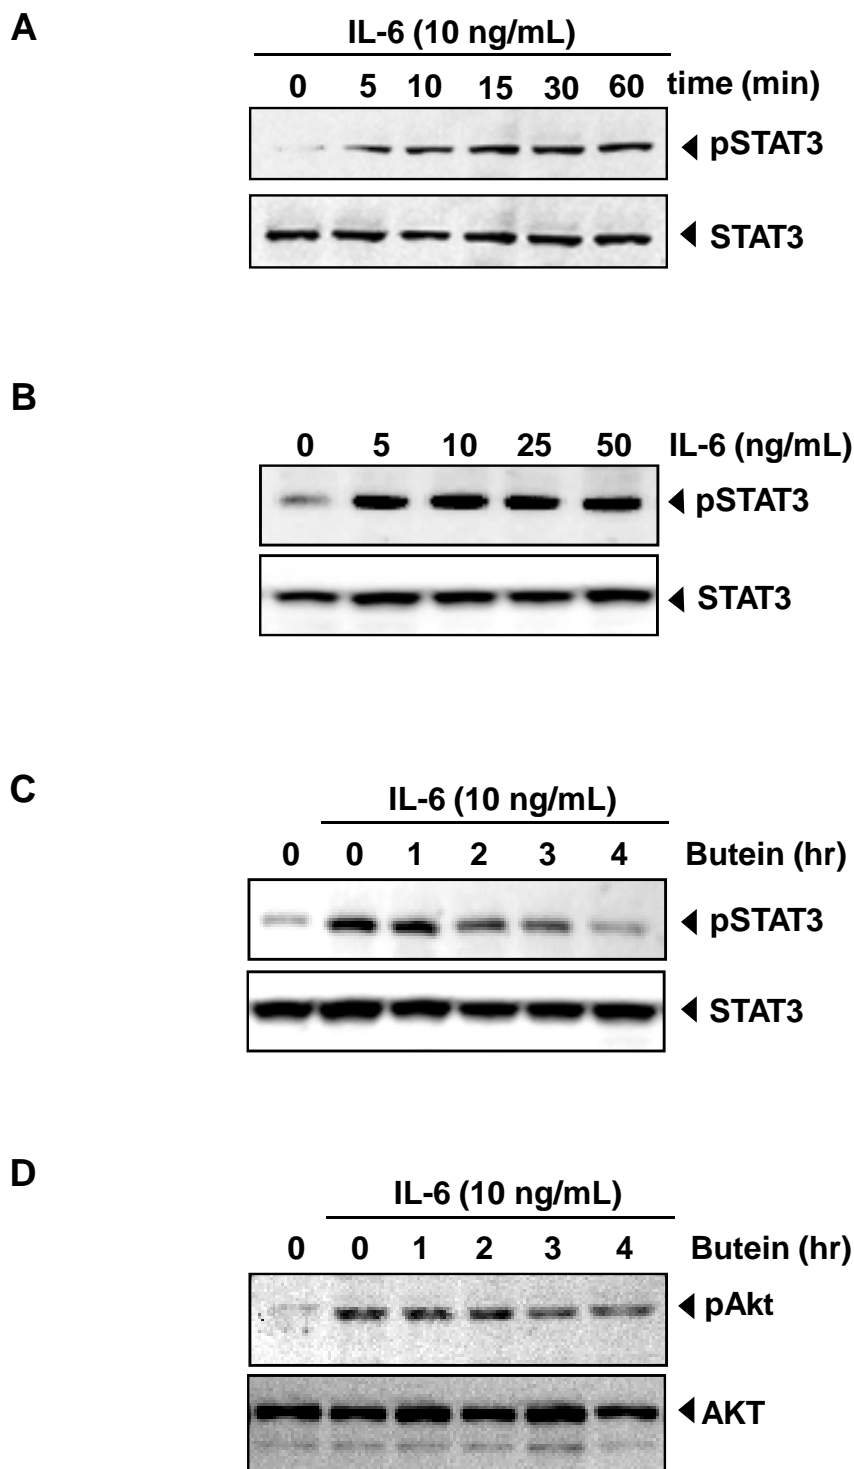 A
IL-6 (10 ng/mL)
0 5 10 15 30 60 time (min)
pSTAT3
STAT3
B
0 5 10 25 50 IL-6 (ng/mL)
pSTAT3
STAT3
C
IL-6 (10 ng/mL)
0 0 1 2 3 4 Butein (hr)
pSTAT3
STAT3
D
IL-6 (10 ng/mL)
0 0 1 2 3 4 Butein (hr)
pAkt
AKT